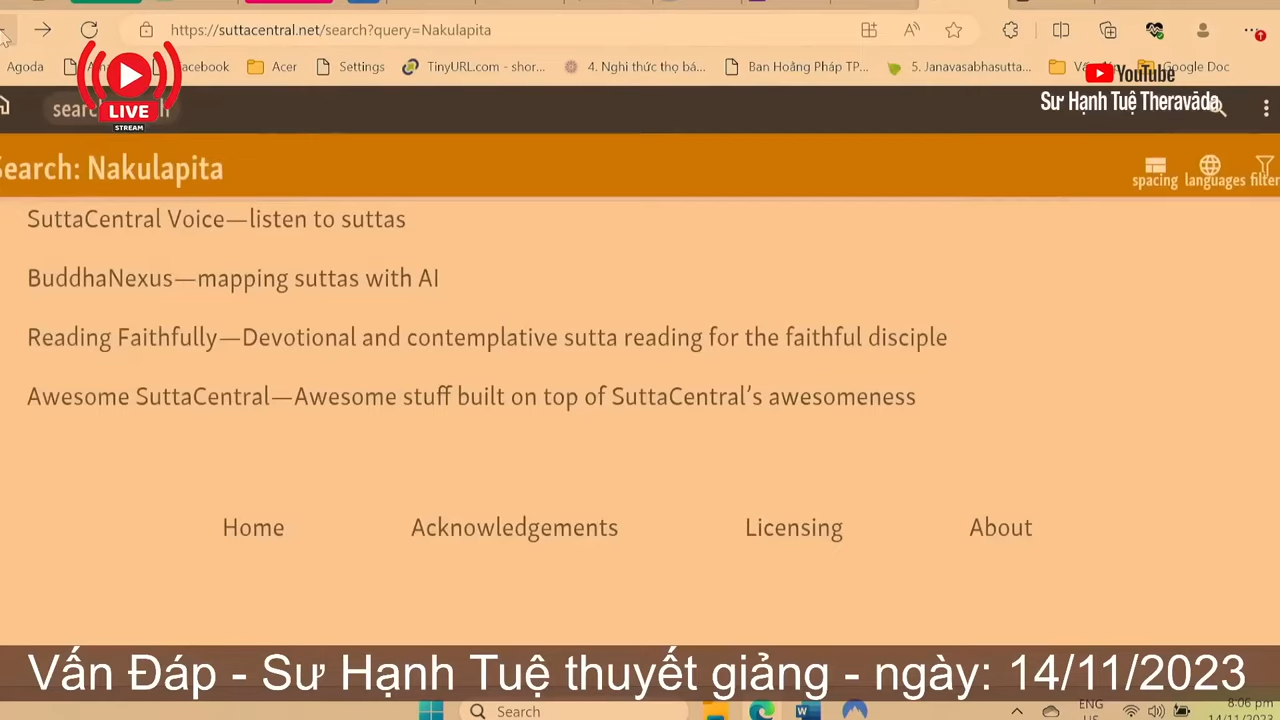 https://suttacentral.net/search?query=Nakulapita
Agoda
Facebook
Acer
Settings
TinyURL.com - shor...
4. Nghi thức thọ bá...
Ban Hoằng Pháp TP....
5. Janavasabhasutta...
Google Doc
LIVE
STREAM
YouTube
Sư Hạnh Tuệ Theravāda
Search: Nakulapita
spacing
languages
filter
SuttaCentral Voice—listen to suttas
BuddhaNexus—mapping suttas with AI
Reading Faithfully—Devotional and contemplative sutta reading for the faithful disciple
Awesome SuttaCentral—Awesome stuff built on top of SuttaCentral’s awesomeness
Home
Acknowledgements
Licensing
About
Vấn Đáp - Sư Hạnh Tuệ thuyết giảng - ngày: 14/11/2023
Search
ENG
8:06 pm
14/11/2023